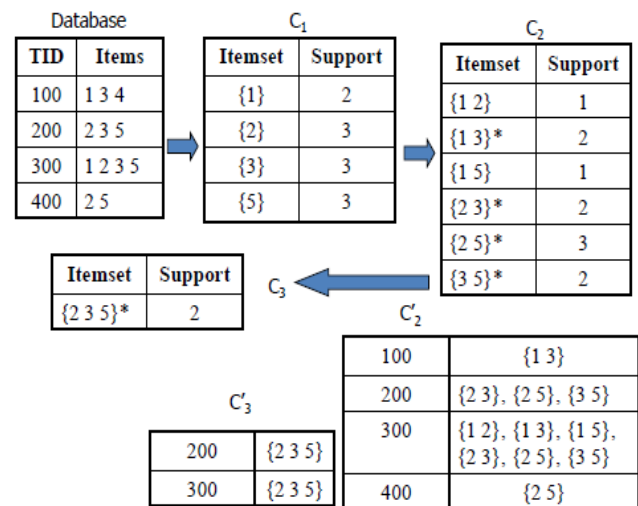 Database
TID Items
100 1 3 4
200 2 3 5
300 1 2 3 5
400 2 5
C1
Itemset Support
{1} 2
{2} 3
{3} 3
{5} 3
C2
Itemset Support
{1 2} 1
{1 3}* 2
{1 5} 1
{2 3}* 2
{2 5}* 3
{3 5}* 2
C3
Itemset Support
{2 3 5}* 2
C'2
100 {1 3}
200 {2 3}, {2 5}, {3 5}
300 {1 2}, {1 3}, {1 5},
{2 3}, {2 5}, {3 5}
400 {2 5}
C'3
200 {2 3 5}
300 {2 3 5}